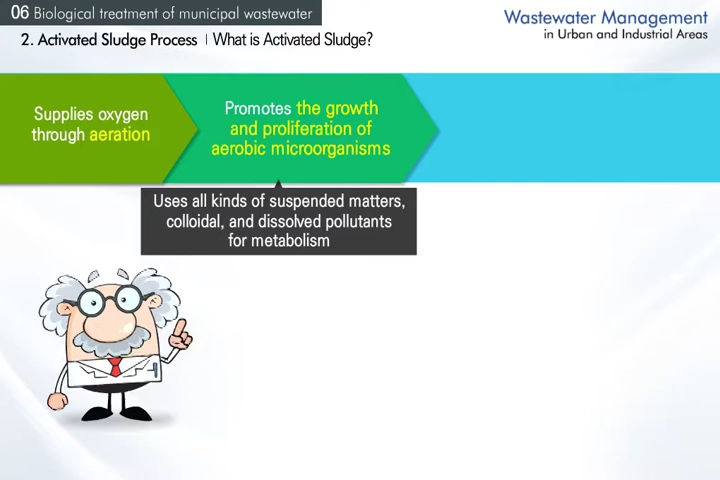 06 Biological treatment of municipal wastewater
Wastewater Management
in Urban and Industrial Areas
2. Activated Sludge Process | What is Activated Sludge?
Supplies oxygen
through aeration
Promotes the growth
and proliferation of
aerobic microorganisms
Uses all kinds of suspended matters,
colloidal, and dissolved pollutants
for metabolism